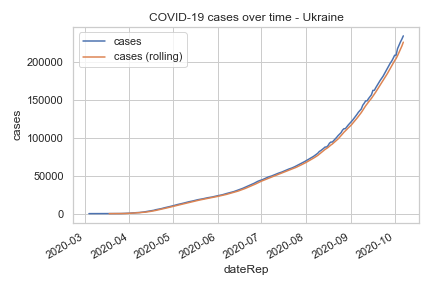 COVID-19 cases over time - Ukraine
cases
cases (rolling)
cases
200000
150000
100000
50000
0
2020-03
2020-04
2020-05
2020-06
2020-07
2020-08
2020-09
2020-10
dateRep